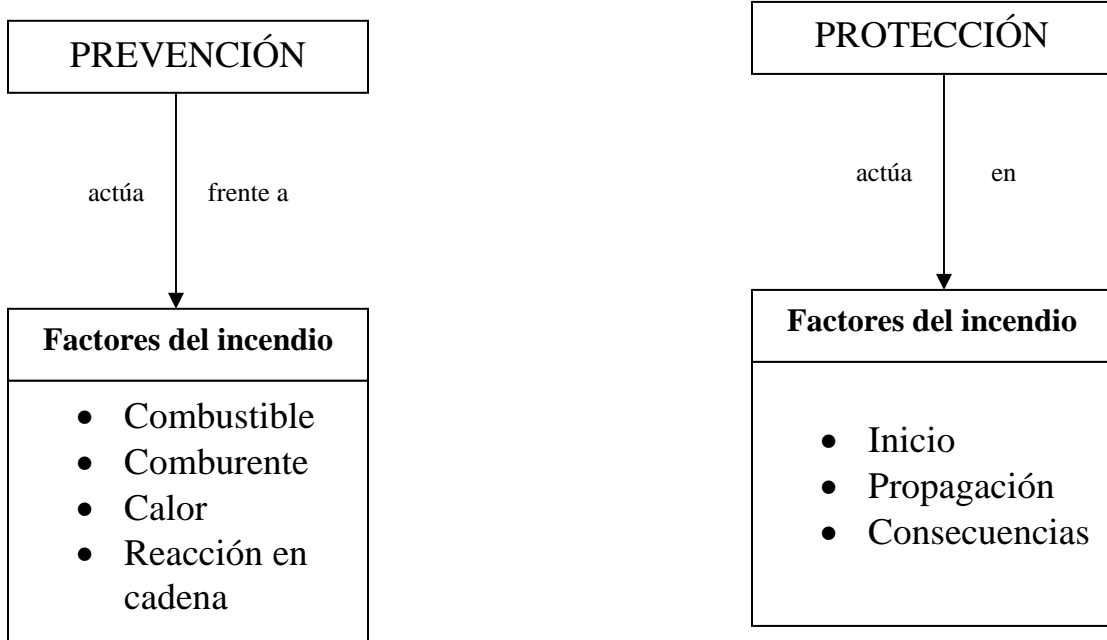 PREVENCIÓN
actúa frente a
Factores del incendio
• Combustible
• Comburente
• Calor
• Reacción en
cadena
PROTECCIÓN
actúa en
Factores del incendio
• Inicio
• Propagación
• Consecuencias